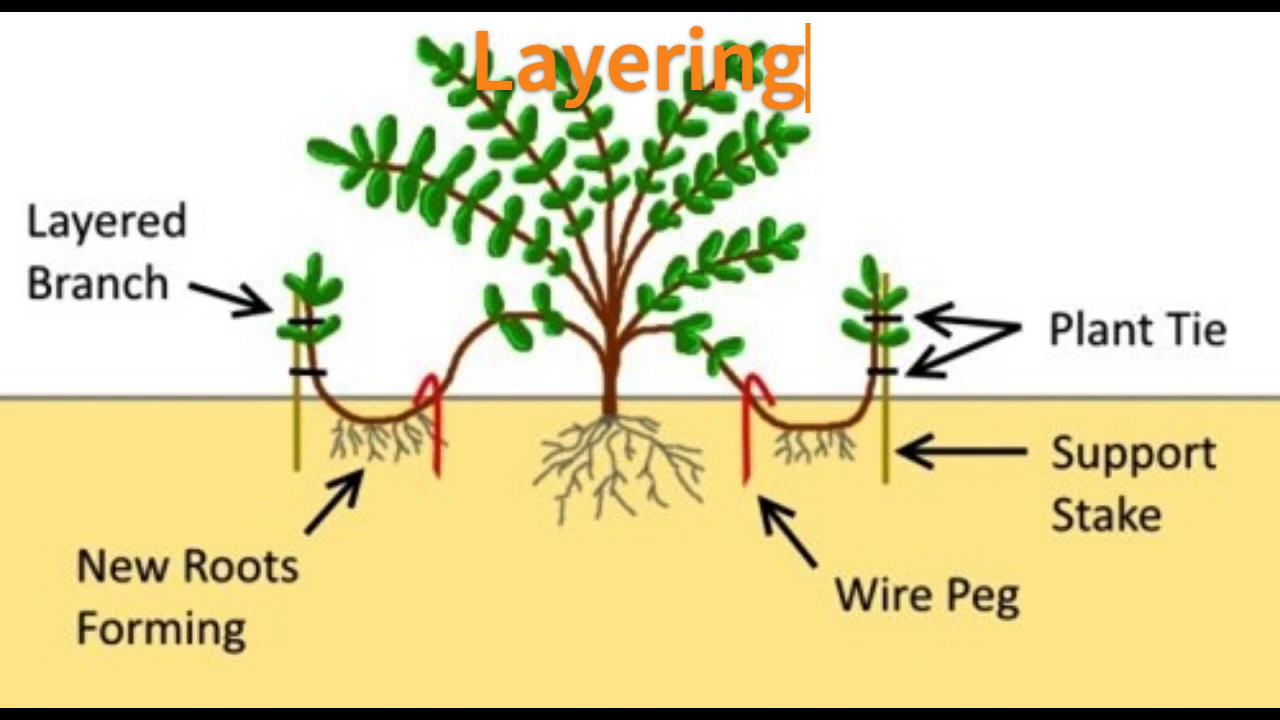 Layering
Layered
Branch
Plant Tie
Support
Stake
New Roots
Forming
Wire Peg